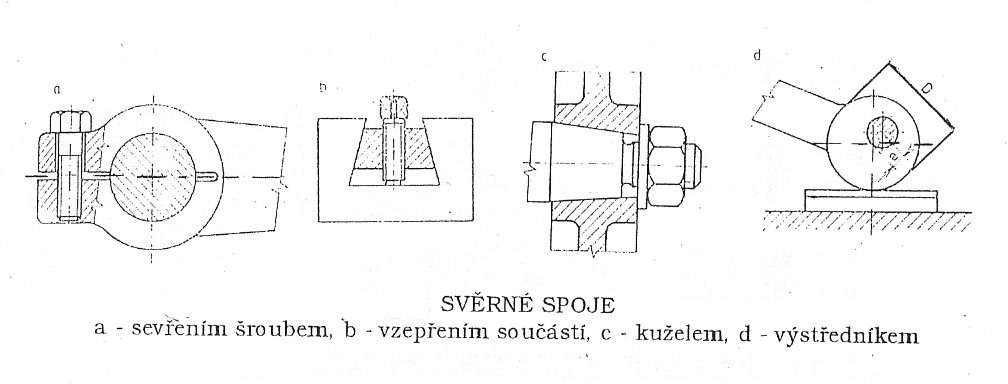 a
b
c
d
D
e
SVĚRNÉ SPOJE
a - sevřením šroubem, b - vzepřením součástí, c - kuželem, d - výstředníkem